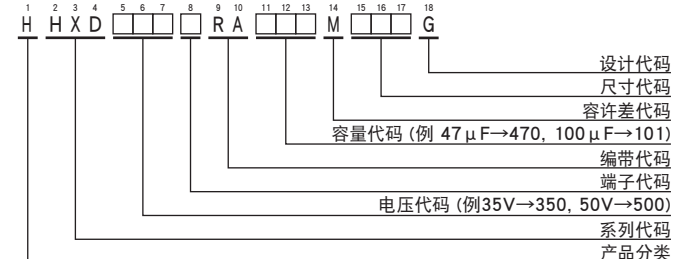 1 2 3 4 5 6 7 8 9 10 11 12 13 14 15 16 17 18
H HXD□□□□RA□□□M□□□G
设计代码
尺寸代码
容许差代码
容量代码 (例 47μF→470, 100μF→101)
编带代码
端子代码
电压代码 (例35V→350, 50V→500)
系列代码
产品分类